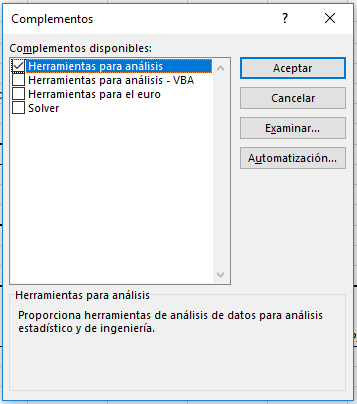 Complementos
Complementos disponibles:
Herramientas para análisis
Herramientas para análisis - VBA
Herramientas para el euro
Solver
Aceptar
Cancelar
Examinar...
Automatización...
Herramientas para análisis
Proporciona herramientas de análisis de datos para análisis
estadístico y de ingeniería.